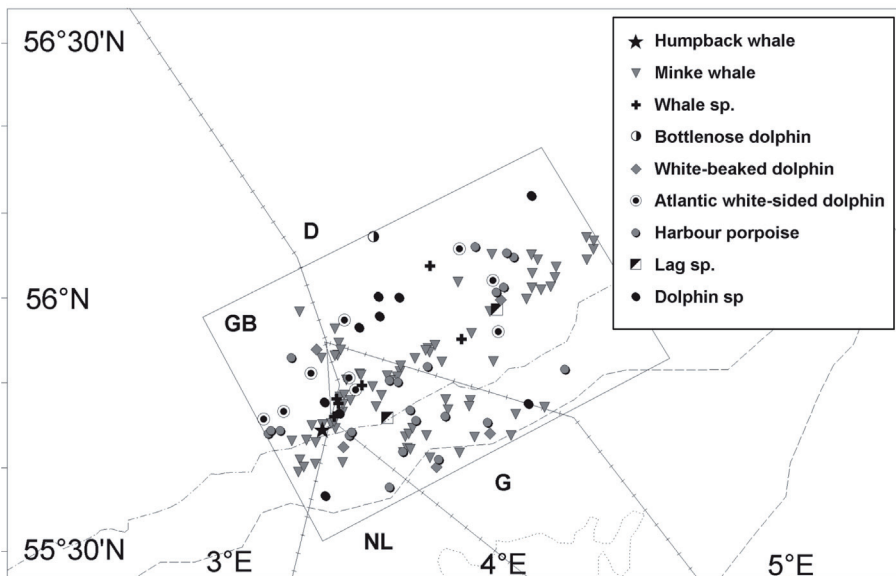 56°30'N
Humpback whale
Minke whale
Whale sp.
Bottlenose dolphin
White-beaked dolphin
Atlantic white-sided dolphin
Harbour porpoise
Lag sp.
Dolphin sp
D
56°N
GB
G
NL
55°30'N
3°E
4°E
5°E